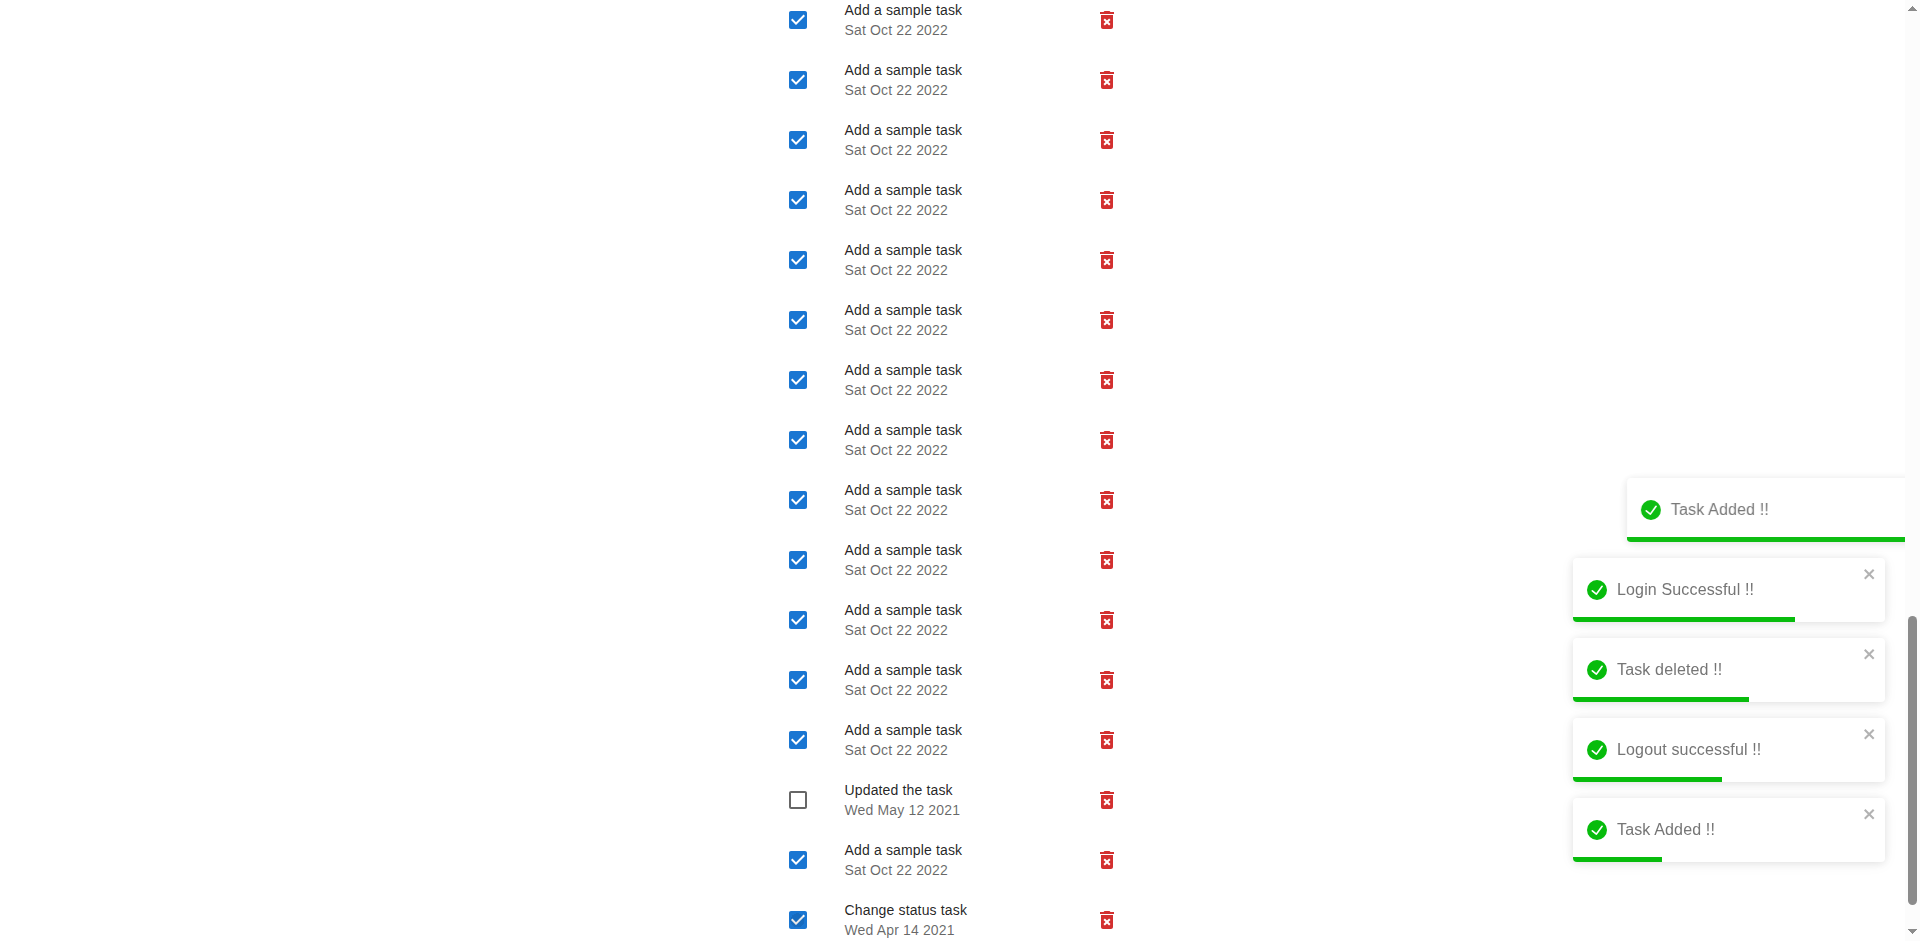 Add a sample task
Sat Oct 22 2022
Add a sample task
Sat Oct 22 2022
Add a sample task
Sat Oct 22 2022
Add a sample task
Sat Oct 22 2022
Add a sample task
Sat Oct 22 2022
Add a sample task
Sat Oct 22 2022
Add a sample task
Sat Oct 22 2022
Add a sample task
Sat Oct 22 2022
Add a sample task
Sat Oct 22 2022
Add a sample task
Sat Oct 22 2022
Add a sample task
Sat Oct 22 2022
Add a sample task
Sat Oct 22 2022
Add a sample task
Sat Oct 22 2022
Updated the task
Wed May 12 2021
Add a sample task
Sat Oct 22 2022
Change status task
Wed Apr 14 2021
Task Added !!
Login Successful !!
Task deleted !!
Logout successful !!
Task Added !!